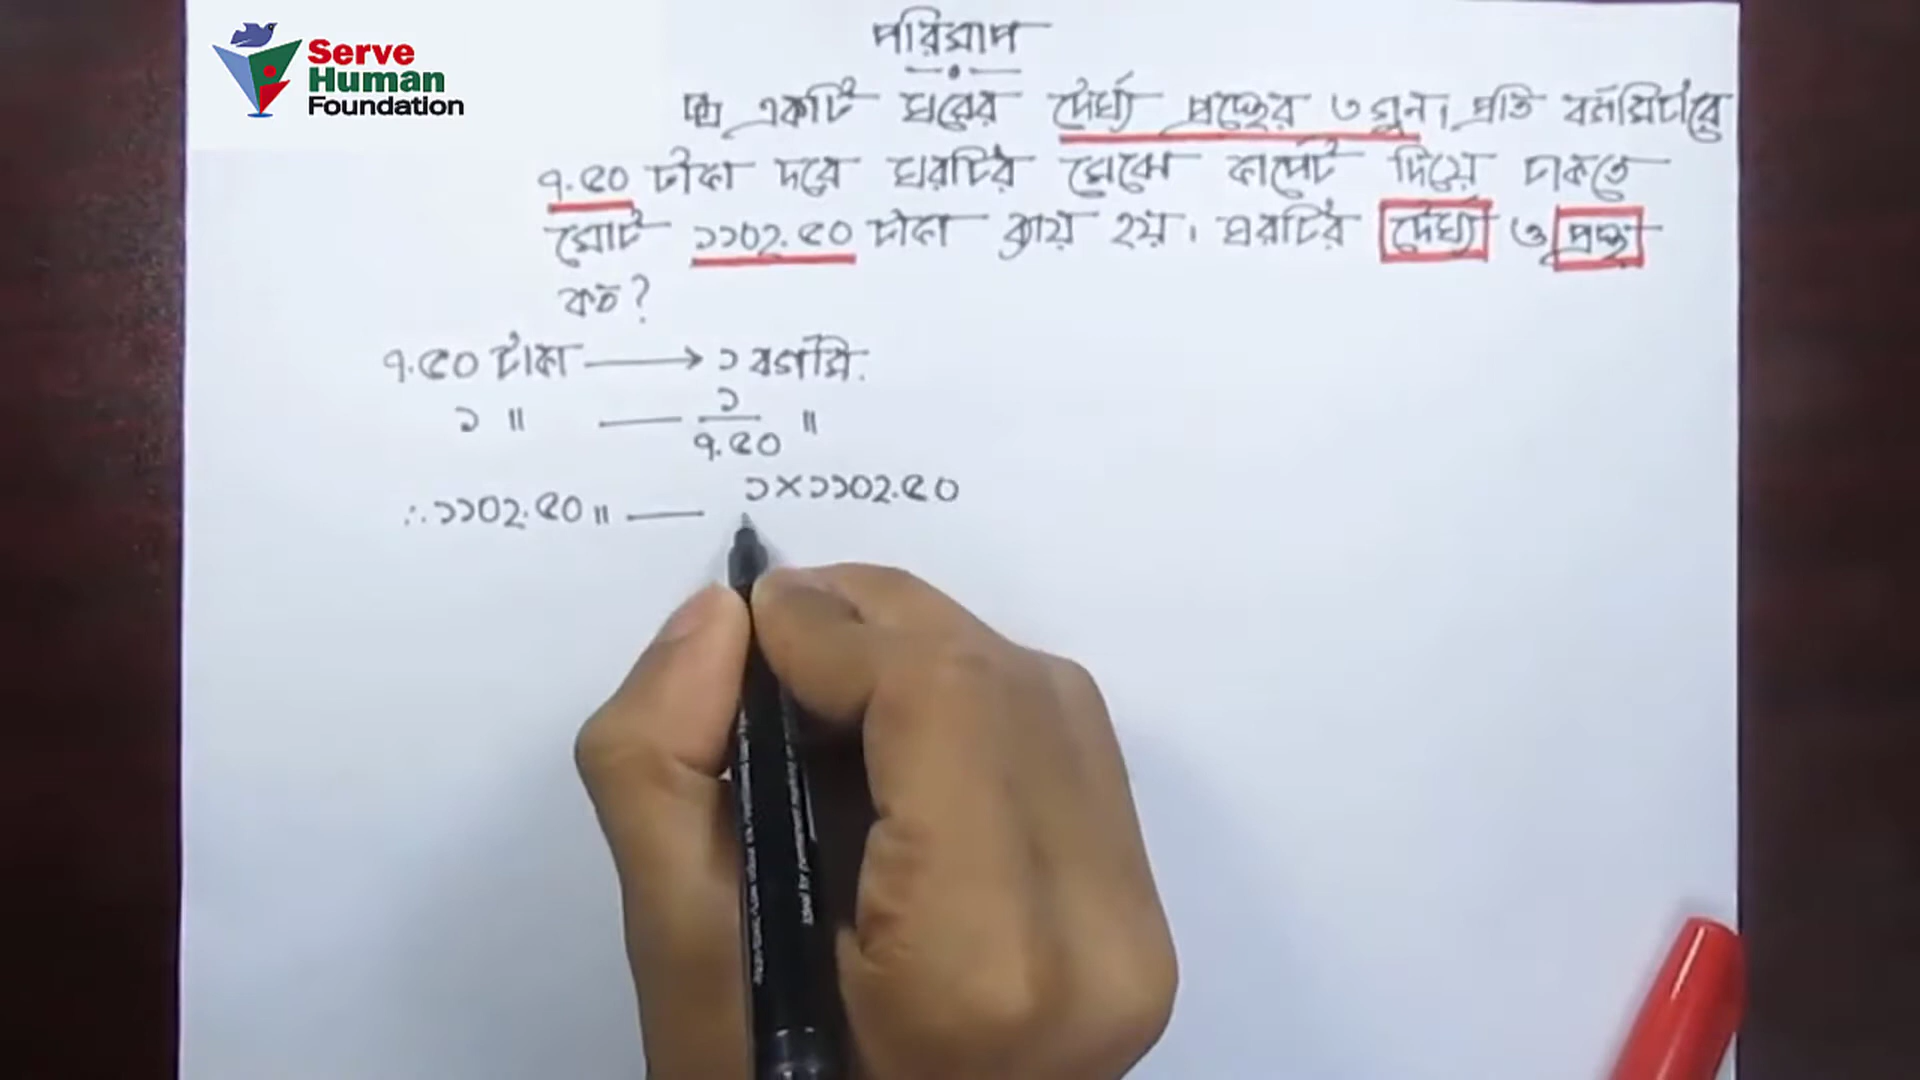 Serve
Human
Foundation
পরিমাপ
একটি ঘরের দৈর্ঘ্য প্রস্থের ৩ গুন। প্রতি বর্গমিটারে
৭.৫০ টাকা দরে ঘরটির মেঝে কার্পেট দিয়ে ঢাকতে
মোট ১১০২.৫০ টাকা ব্যয় হয়। ঘরটির দৈর্ঘ্য ও প্রস্থ
কত?
৭.৫০ টাকা → ১ বর্গমি.
১ " — ১/৭.৫০ "
∴ ১১০২.৫০ " — ১×১১০২.৫০